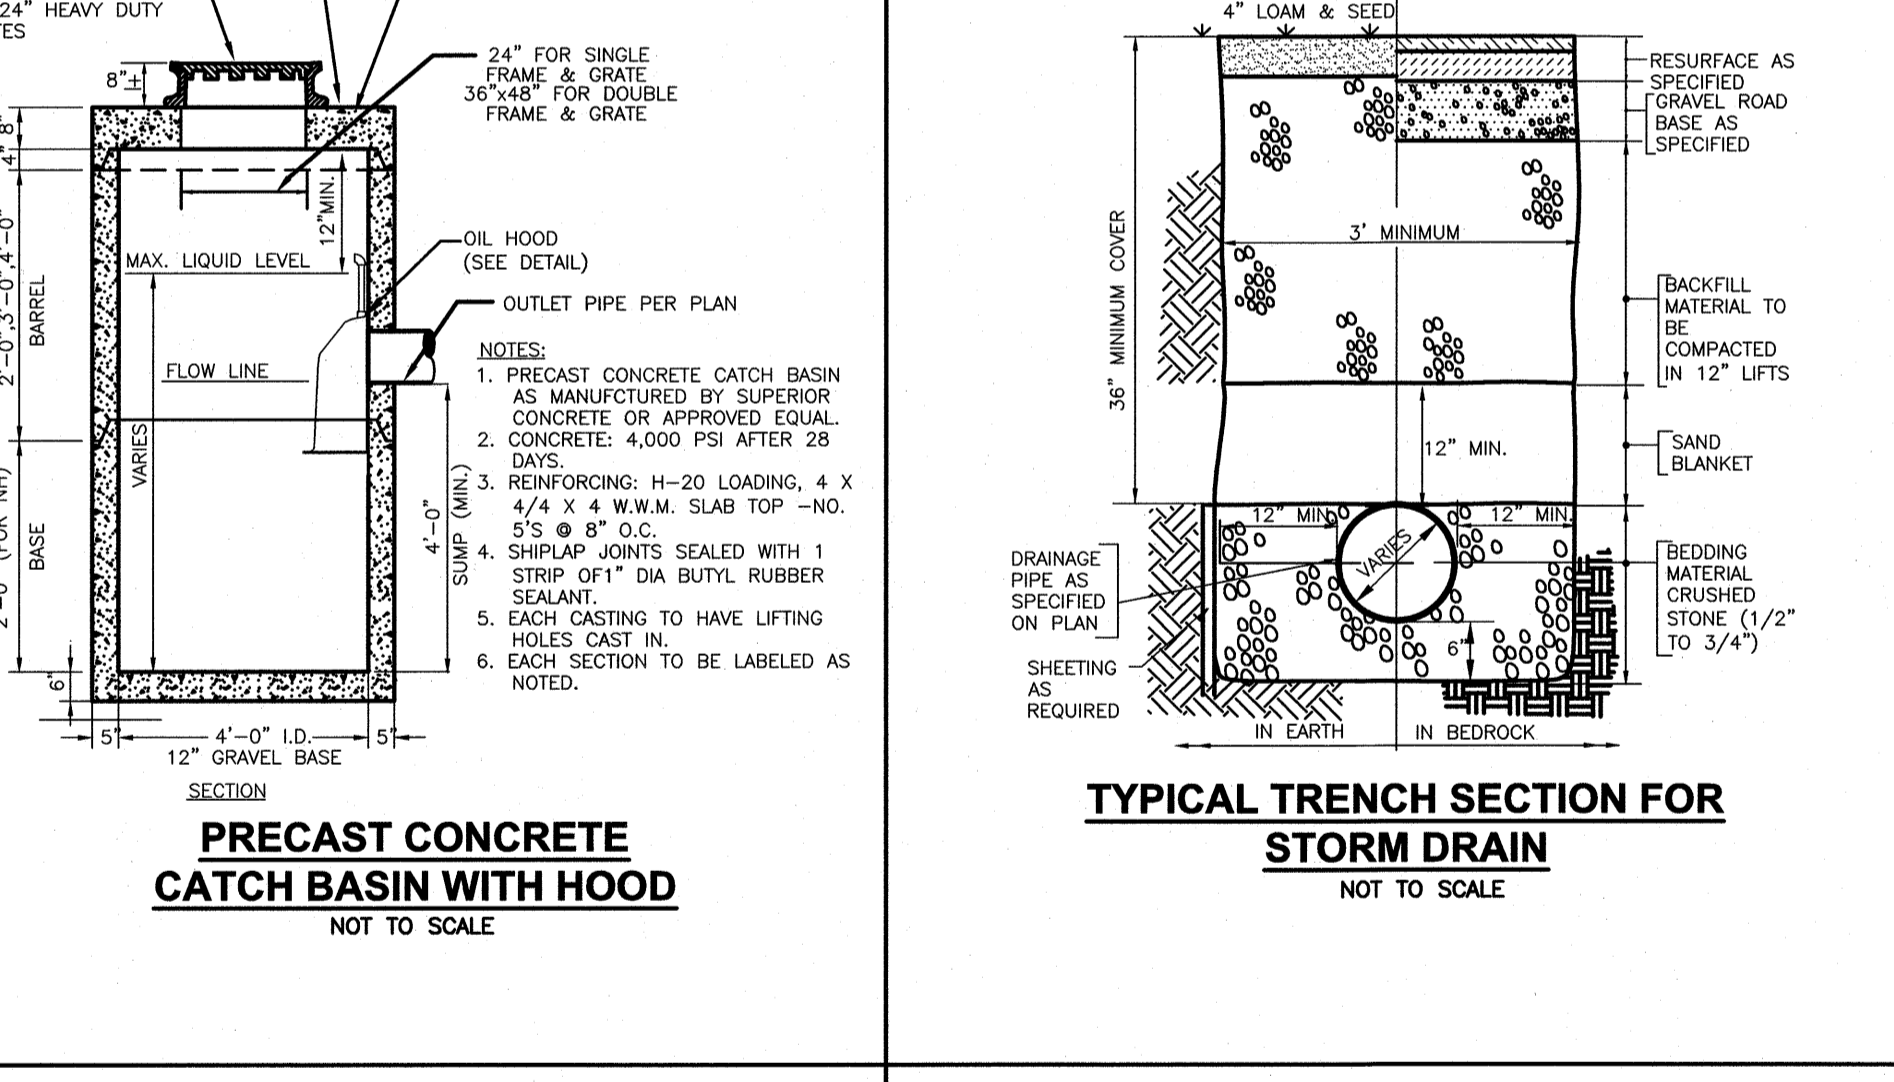 24" HEAVY DUTY
8"±
24" FOR SINGLE
FRAME & GRATE
36"x48" FOR DOUBLE
FRAME & GRATE
8"
4"
12"MIN.
2'-0",3'-0",4'-0"
BARREL
MAX. LIQUID LEVEL
OIL HOOD
(SEE DETAIL)
OUTLET PIPE PER PLAN
FLOW LINE
VARIES
BASE
4'-0"
SUMP (MIN.)
6"
5"
4'-0" I.D.
5"
12" GRAVEL BASE
NOTES:
1. PRECAST CONCRETE CATCH BASIN
AS MANUFCTURED BY SUPERIOR
CONCRETE OR APPROVED EQUAL.
2. CONCRETE: 4,000 PSI AFTER 28
DAYS.
3. REINFORCING: H-20 LOADING, 4 X
4/4 X 4 W.W.M. SLAB TOP -NO.
5'S @ 8" O.C.
4. SHIPLAP JOINTS SEALED WITH 1
STRIP OF1" DIA BUTYL RUBBER
SEALANT.
5. EACH CASTING TO HAVE LIFTING
HOLES CAST IN.
6. EACH SECTION TO BE LABELED AS
NOTED.
SECTION
PRECAST CONCRETE
CATCH BASIN WITH HOOD
NOT TO SCALE
4" LOAM & SEED
RESURFACE AS
SPECIFIED
GRAVEL ROAD
BASE AS
SPECIFIED
36" MINIMUM COVER
3' MINIMUM
BACKFILL
MATERIAL TO
BE
COMPACTED
IN 12" LIFTS
12" MIN.
SAND
BLANKET
12" MIN.
12" MIN.
VARIES
6"
DRAINAGE
PIPE AS
SPECIFIED
ON PLAN
SHEETING
AS
REQUIRED
BEDDING
MATERIAL
CRUSHED
STONE (1/2"
TO 3/4")
IN EARTH
IN BEDROCK
TYPICAL TRENCH SECTION FOR
STORM DRAIN
NOT TO SCALE